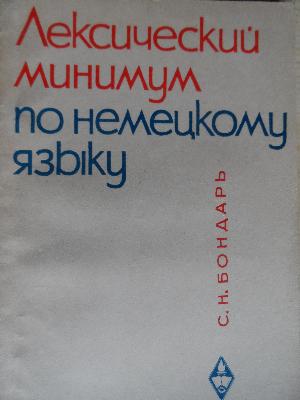 Лексический
минимум
по немецкому
языку
С. Н. БОНДАРЬ